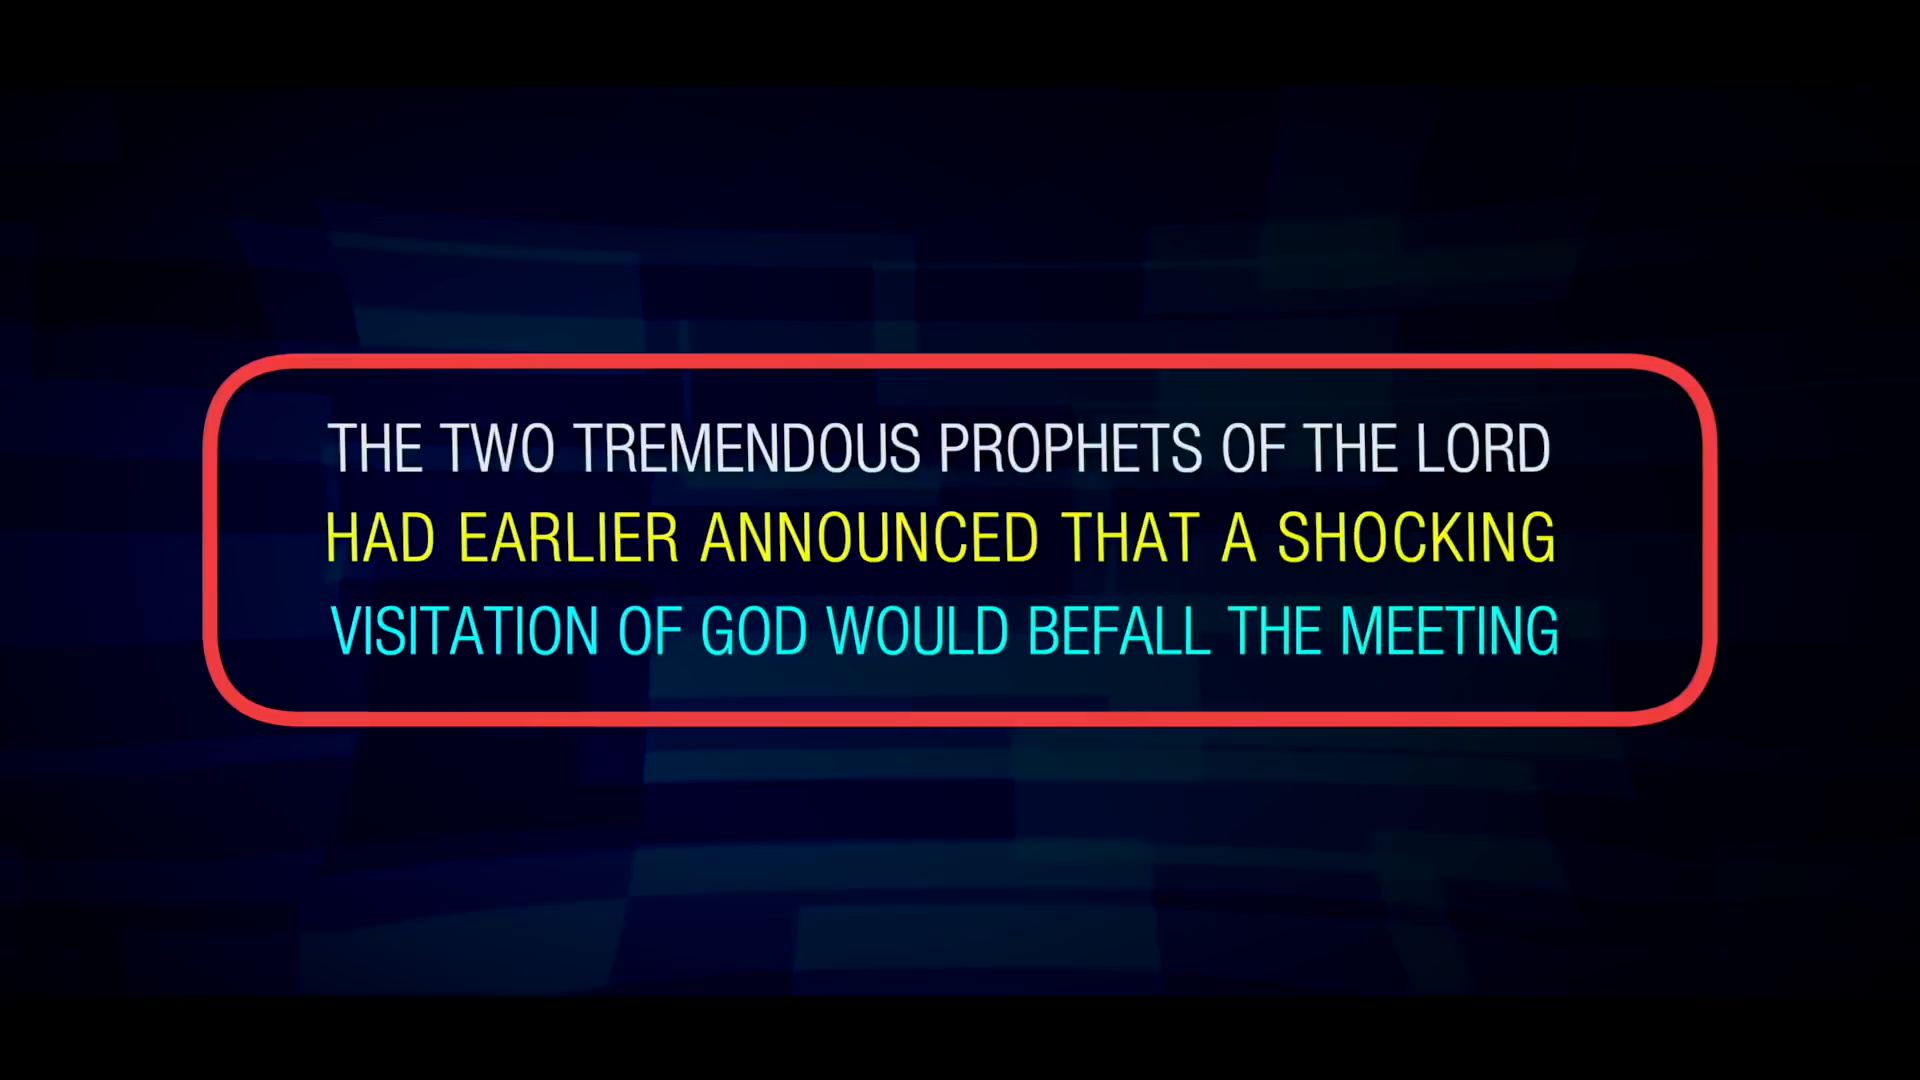 THE TWO TREMENDOUS PROPHETS OF THE LORD
HAD EARLIER ANNOUNCED THAT A SHOCKING
VISITATION OF GOD WOULD BEFALL THE MEETING